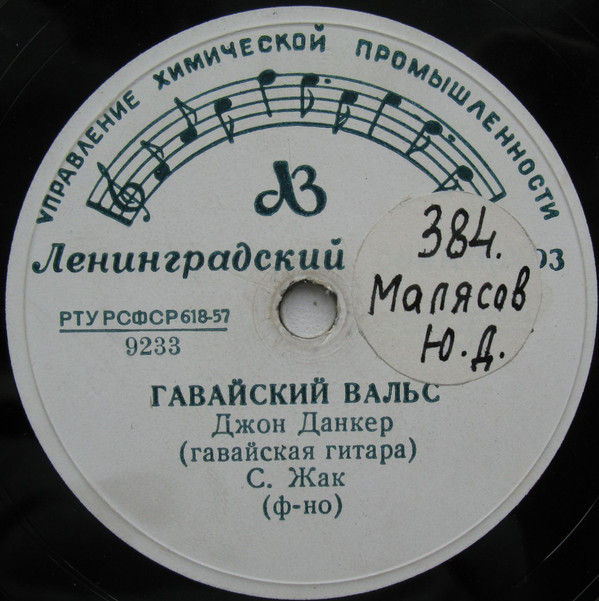 УПРАВЛЕНИЕ ХИМИЧЕСКОЙ ПРОМЫШЛЕННОСТИ
ЛЗ
Ленинградский
384.
Малясов
Ю.Д.
РТУ РСФСР 618-57
9233
ГАВАЙСКИЙ ВАЛЬС
Джон Данкер
(гавайская гитара)
С. Жак
(ф-но)